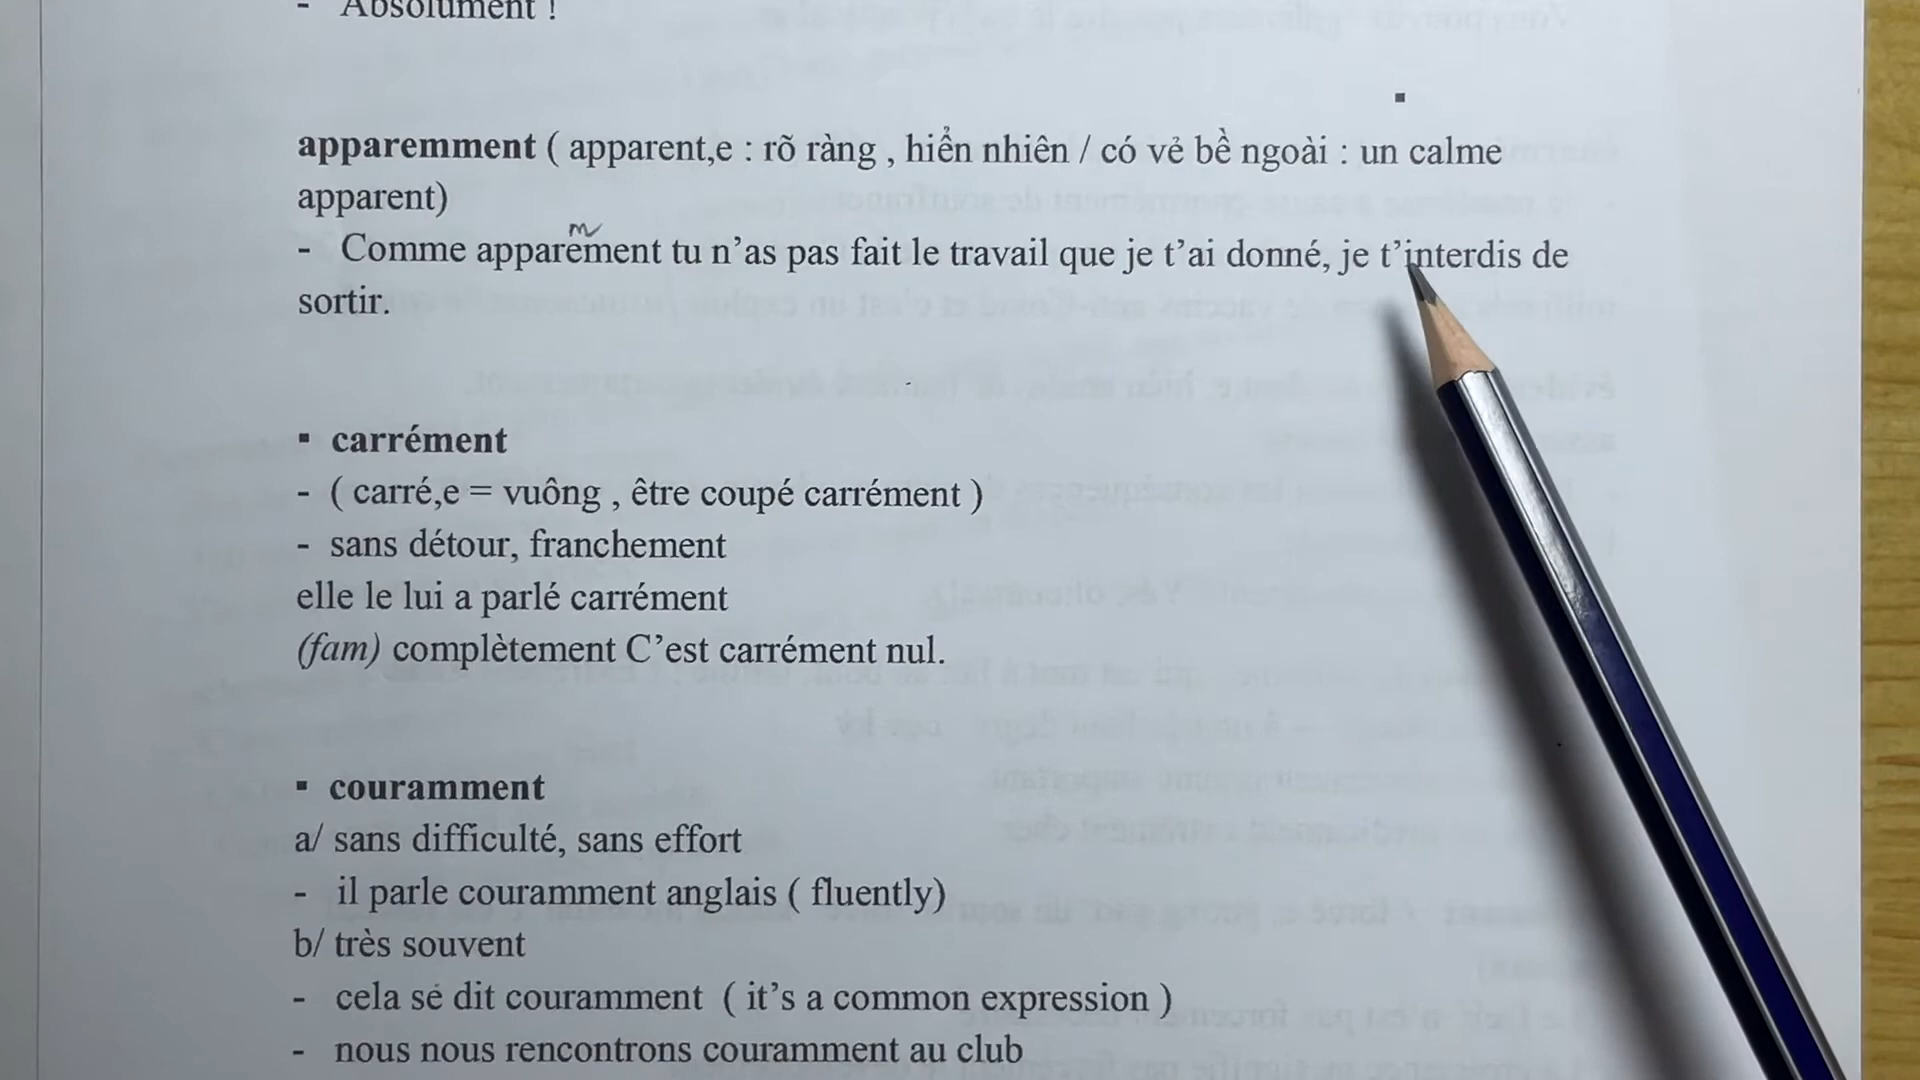 - Absolument !
apparemment ( apparent,e : rõ ràng , hiển nhiên / có vẻ bề ngoài : un calme
apparent)
m
- Comme apparement tu n’as pas fait le travail que je t’ai donné, je t’interdis de
sortir.
▪ carrément
- ( carré,e = vuông , être coupé carrément )
- sans détour, franchement
elle le lui a parlé carrément
(fam) complètement C’est carrément nul.
▪ couramment
a/ sans difficulté, sans effort
- il parle couramment anglais ( fluently)
b/ très souvent
- cela se dit couramment ( it’s a common expression )
- nous nous rencontrons couramment au club